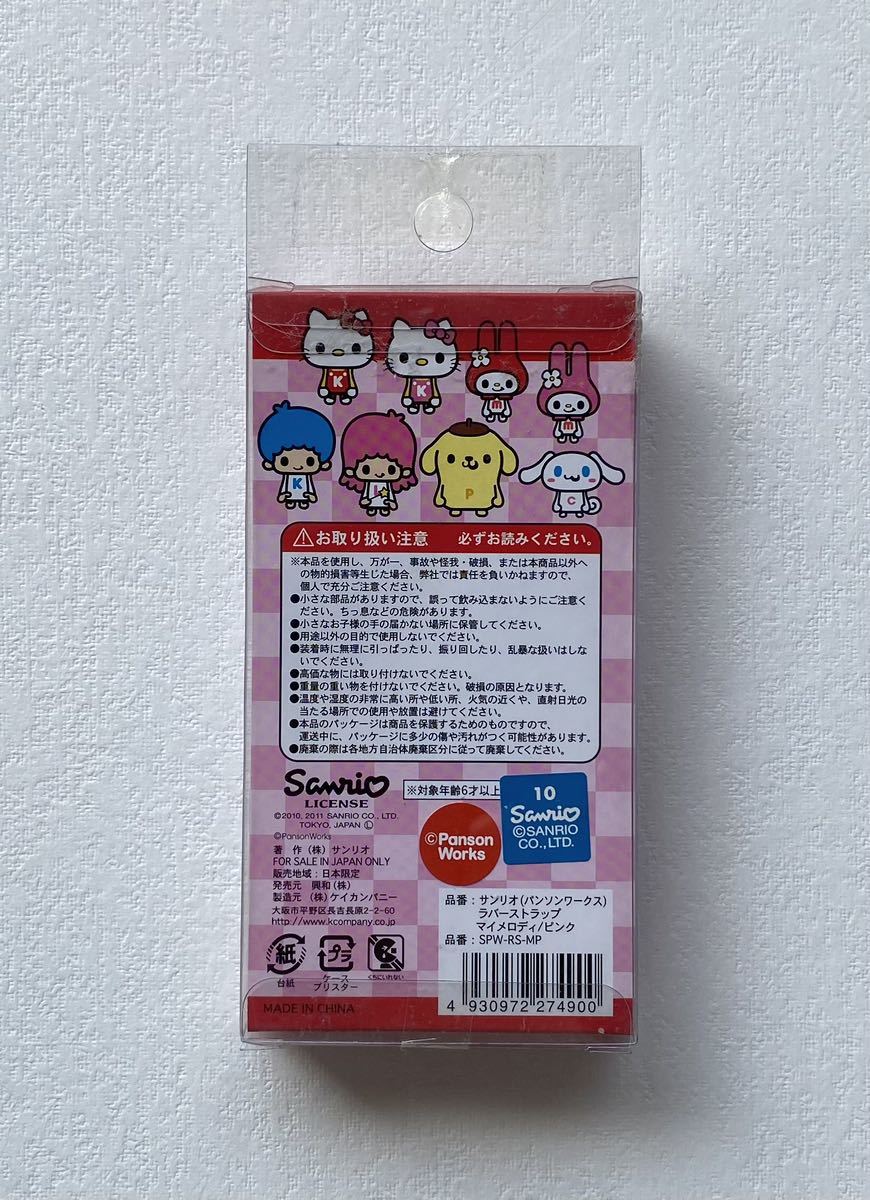 K
K
m
m
K
L
P
C
お取り扱い注意　必ずお読みください。
※本品を使用し、万が一、事故や怪我・破損、または本商品以外へ
の物的損害等生じた場合、弊社では責任を負いかねますので、
個人で充分ご注意ください。
●小さな部品がありますので、誤って飲み込まないようにご注意く
ださい。ちっ息などの危険があります。
●小さなお子様の手の届かない場所に保管してください。
●用途以外の目的で使用しないでください。
●装着時に無理に引っぱったり、振り回したり、乱暴な扱いはしな
いでください。
●高価な物には取り付けないでください。
●重量の重い物を付けないでください。破損の原因となります。
●温度や湿度の非常に高い所や低い所、火気の近くや、直射日光の
当たる場所での使用や放置は避けてください。
●本品のパッケージは商品を保護するためのものですので、
運送中に、パッケージに多少の傷や汚れがつく可能性があります。
●廃棄の際は各地方自治体廃棄区分に従って廃棄してください。
Sanrio
LICENSE
©2010, 2011 SANRIO CO., LTD.
TOKYO, JAPAN Ⓛ
©PansonWorks
著　作 (株) サンリオ
FOR SALE IN JAPAN ONLY
販売地域：日本限定
発売元　興和 (株)
製造元　(株) ケイカンパニー
大阪市平野区長吉長原2-2-60
http://www.kcompany.co.jp
※対象年齢6才以上
©Panson
Works
10
Sanrio
©SANRIO
CO., LTD.
品番：サンリオ(パンソンワークス)
ラバーストラップ
マイメロディ/ピンク
品番：SPW-RS-MP
4 930972 274900
紙
台紙
プラ
ケース
ブリスター
くちにいれない
MADE IN CHINA